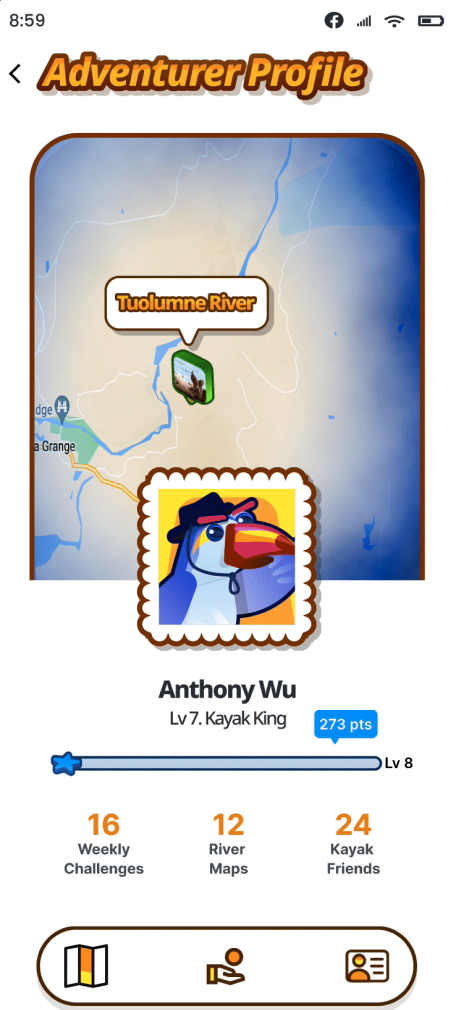 8:59
Adventurer Profile
Tuolumne River
dge
a Grange
Anthony Wu
Lv 7. Kayak King
273 pts
Lv 8
16
Weekly
Challenges
12
River
Maps
24
Kayak
Friends